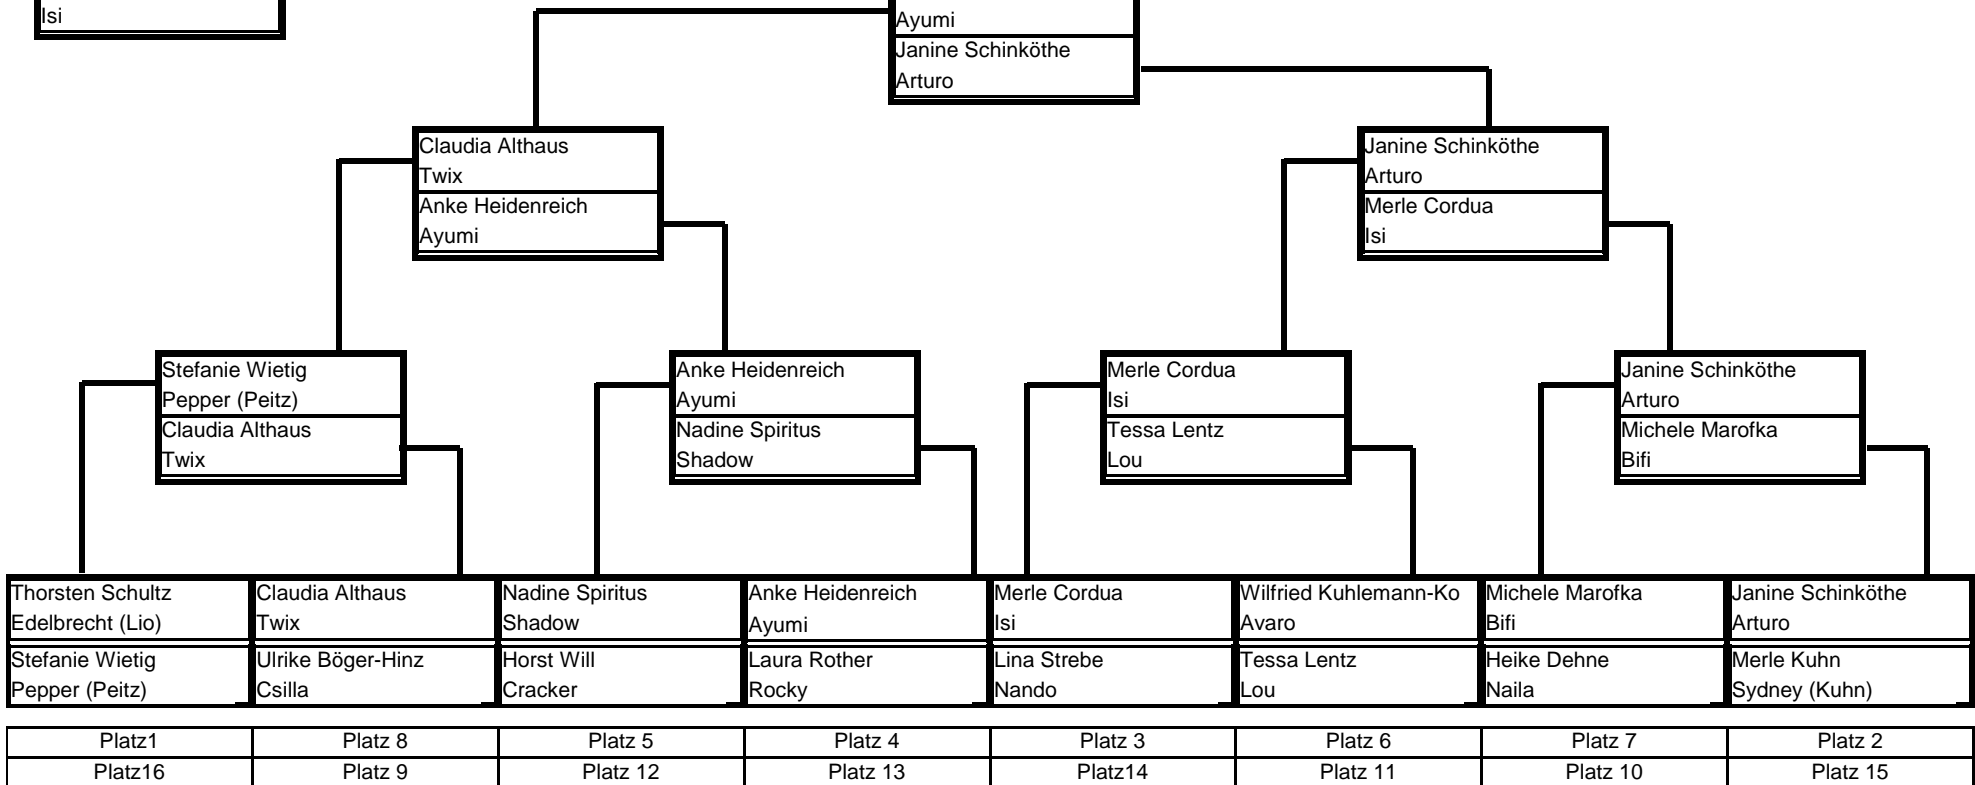 Isi
Ayumi
Janine Schinköthe
Arturo
Claudia Althaus
Twix
Anke Heidenreich
Ayumi
Janine Schinköthe
Arturo
Merle Cordua
Isi
Stefanie Wietig
Pepper (Peitz)
Claudia Althaus
Twix
Anke Heidenreich
Ayumi
Nadine Spiritus
Shadow
Merle Cordua
Isi
Tessa Lentz
Lou
Janine Schinköthe
Arturo
Michele Marofka
Bifi
Thorsten Schultz
Edelbrecht (Lio)
Stefanie Wietig
Pepper (Peitz)
Claudia Althaus
Twix
Ulrike Böger-Hinz
Csilla
Nadine Spiritus
Shadow
Horst Will
Cracker
Anke Heidenreich
Ayumi
Laura Rother
Rocky
Merle Cordua
Isi
Lina Strebe
Nando
Wilfried Kuhlemann-Ko
Avaro
Tessa Lentz
Lou
Michele Marofka
Bifi
Heike Dehne
Naila
Janine Schinköthe
Arturo
Merle Kuhn
Sydney (Kuhn)
Platz1 Platz 8 Platz 5 Platz 4 Platz 3 Platz 6 Platz 7 Platz 2
Platz16 Platz 9 Platz 12 Platz 13 Platz14 Platz 11 Platz 10 Platz 15